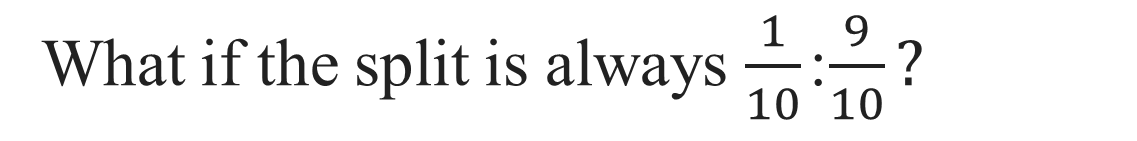 What if the split is always 1/10 : 9/10 ?